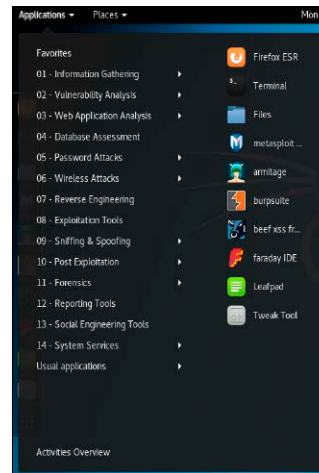 Applications ▾ Places ▾ Mon
Favorites
01 - Information Gathering
02 - Vulnerability Analysis
03 - Web Application Analysis
04 - Database Assessment
05 - Password Attacks
06 - Wireless Attacks
07 - Reverse Engineering
08 - Exploitation Tools
09 - Sniffing & Spoofing
10 - Post Exploitation
11 - Forensics
12 - Reporting Tools
13 - Social Engineering Tools
14 - System Services
Usual applications
Activities Overview
Firefox ESR
Terminal
Files
metasploit ...
armitage
burpsuite
beef xss fr...
faraday IDE
Leafpad
Tweak Tool